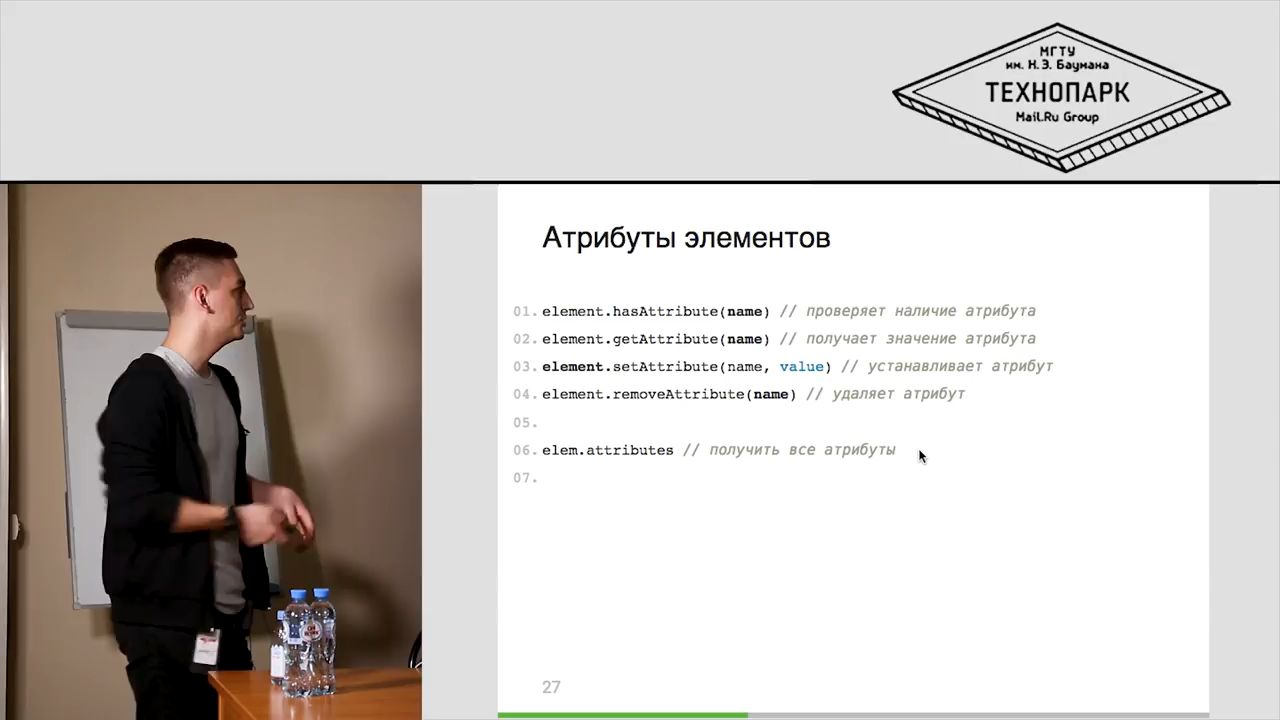 МГТУ
им. Н.Э. Баумана
ТЕХНОПАРК
Mail.Ru Group
Атрибуты элементов
01. element.hasAttribute(name) // проверяет наличие атрибута
02. element.getAttribute(name) // получает значение атрибута
03. element.setAttribute(name, value) // устанавливает атрибут
04. element.removeAttribute(name) // удаляет атрибут
05.
06. elem.attributes // получить все атрибуты
07.
27